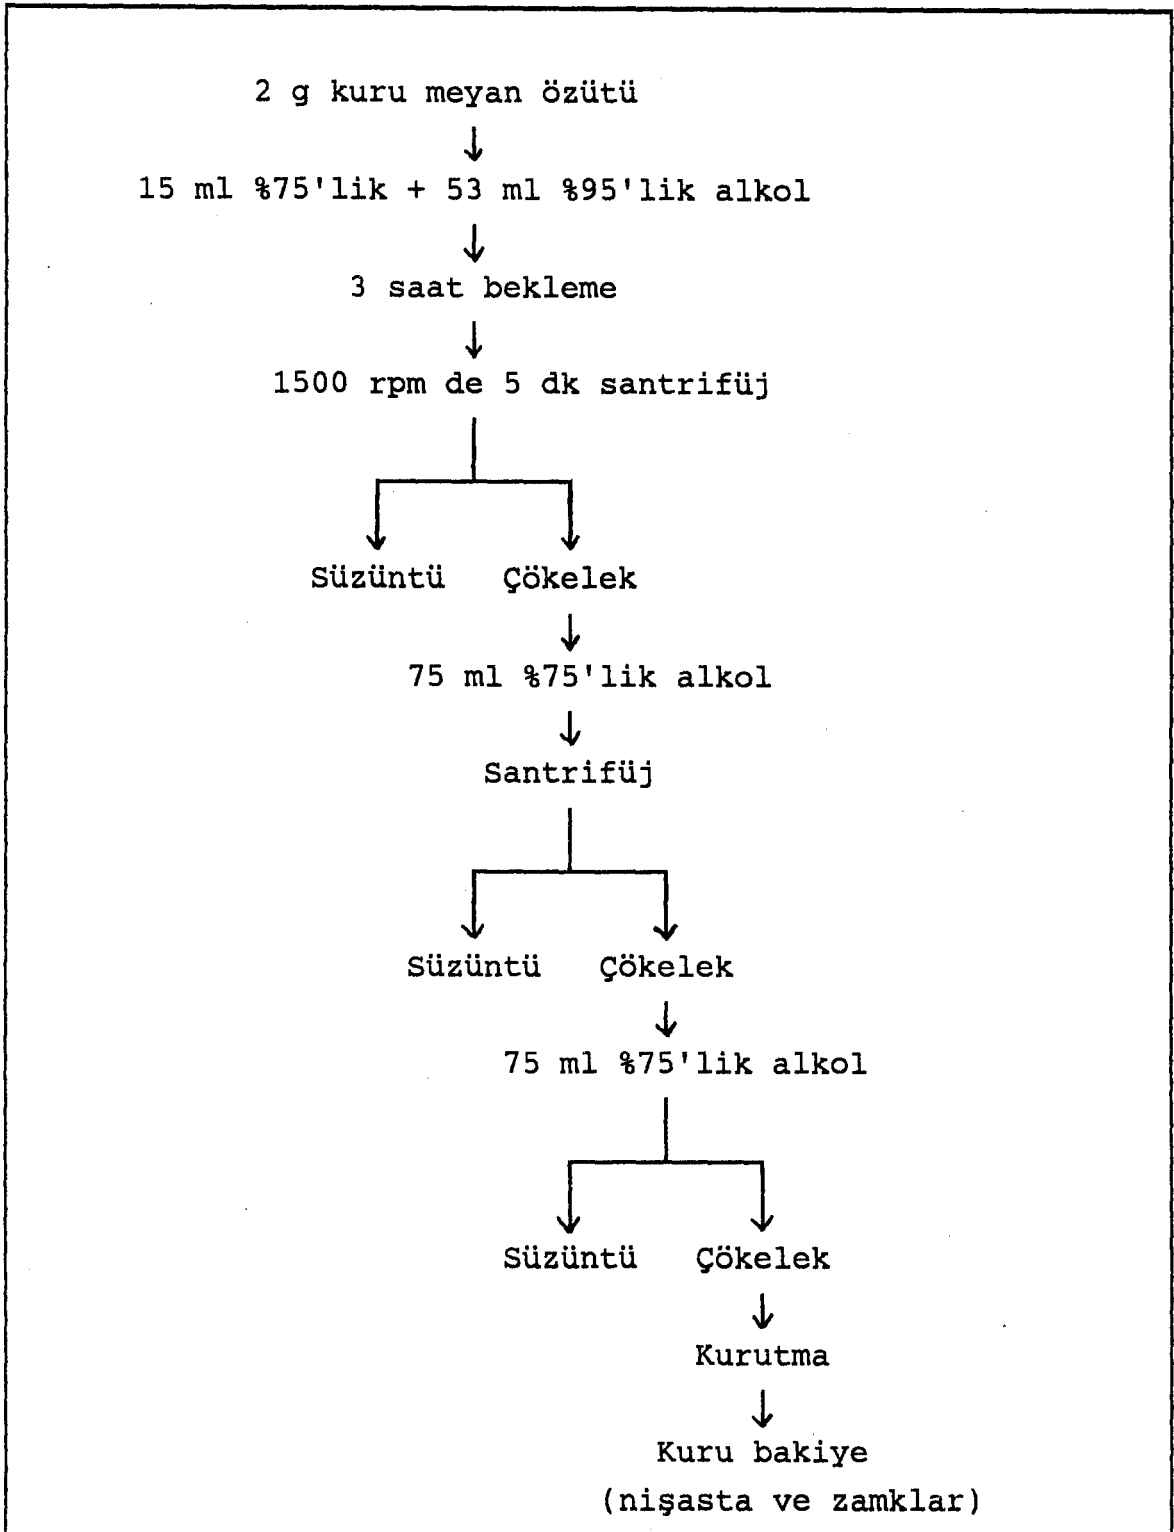 2 g kuru meyan özütü
15 ml %75'lik + 53 ml %95'lik alkol
3 saat bekleme
1500 rpm de 5 dk santrifüj
Süzüntü Çökelek
75 ml %75'lik alkol
Santrifüj
Süzüntü Çökelek
75 ml %75'lik alkol
Süzüntü Çökelek
Kurutma
Kuru bakiye
(nişasta ve zamklar)